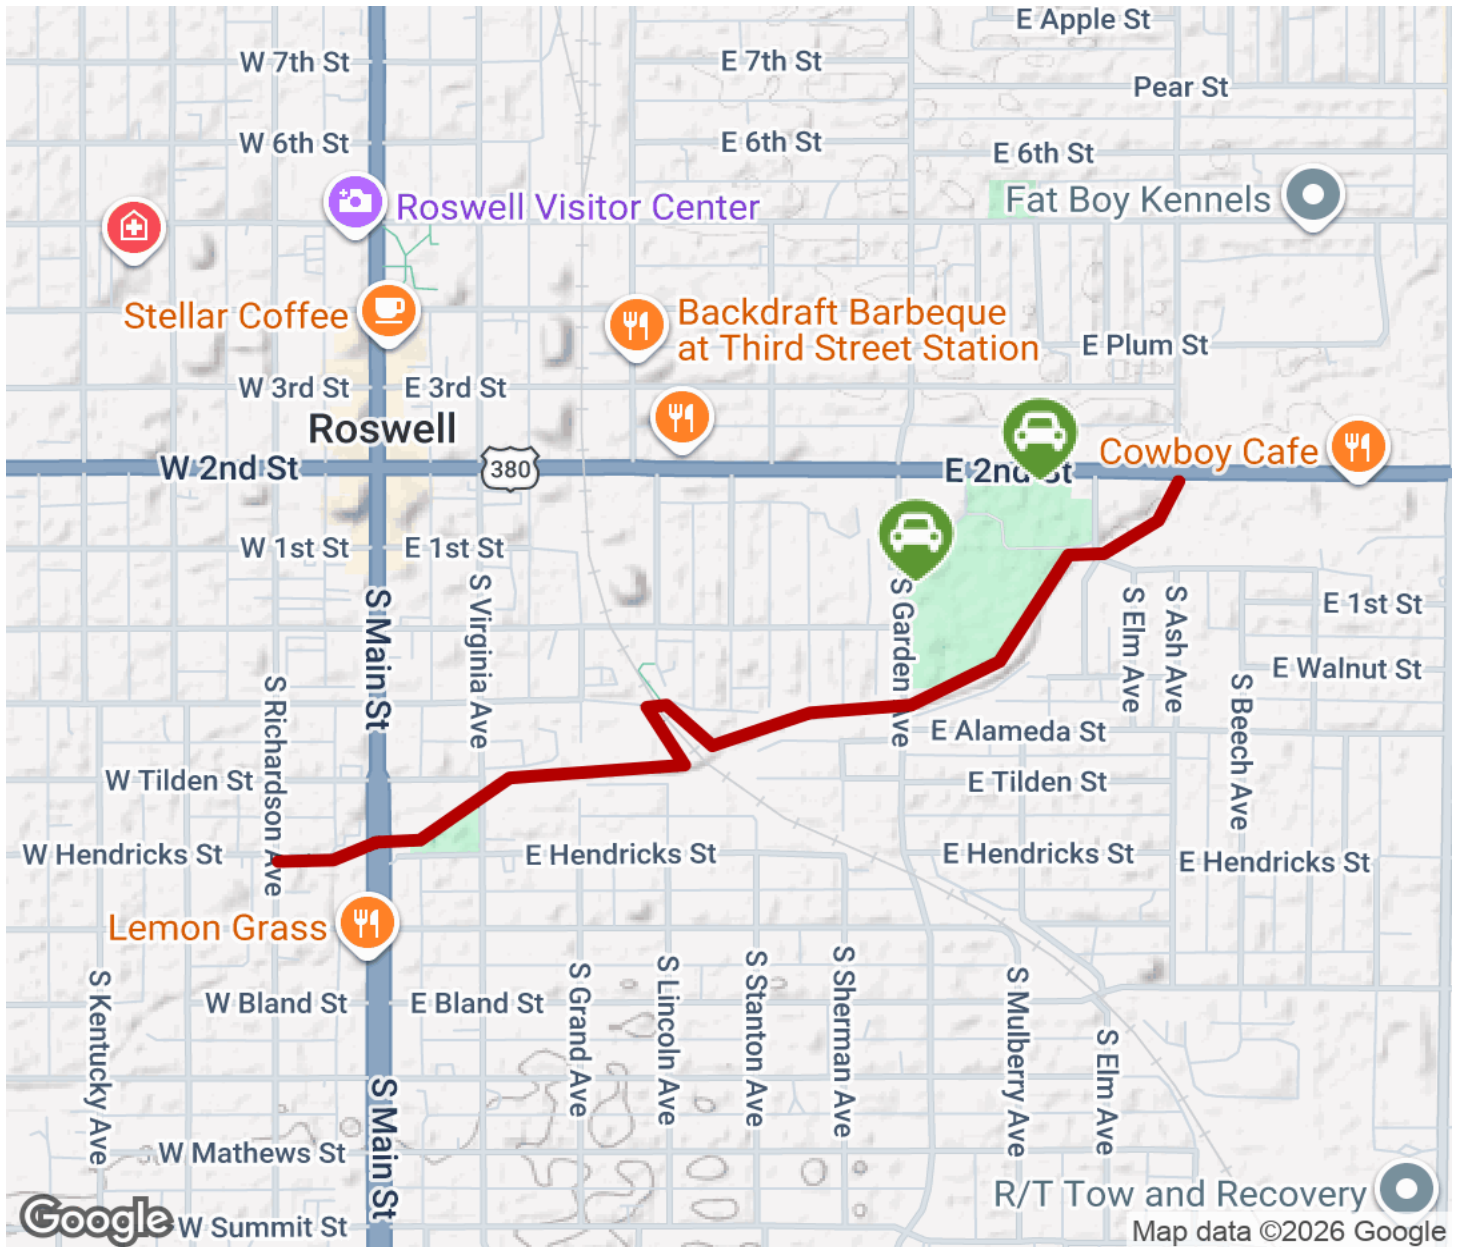 E Apple St
W 7th St
E 7th St
Pear St
W 6th St
E 6th St
E 6th St
Roswell Visitor Center
Fat Boy Kennels
Stellar Coffee
Backdraft Barbeque
at Third Street Station
E Plum St
W 3rd St
E 3rd St
Roswell
Cowboy Cafe
W 2nd St
380
E 2nd St
W 1st St
E 1st St
S Main St
S Virginia Ave
S Garden Ave
S Elm Ave
S Ash Ave
E 1st St
E Walnut St
S Richardson Ave
S Beech Ave
E Alameda St
W Tilden St
E Tilden St
W Hendricks St
E Hendricks St
E Hendricks St
E Hendricks St
Lemon Grass
S Kentucky Ave
W Bland St
E Bland St
S Grand Ave
S Lincoln Ave
S Stanton Ave
S Sherman Ave
S Mulberry Ave
S Elm Ave
S Main St
W Mathews St
R/T Tow and Recovery
Google
W Summit St
Map data ©2026 Google